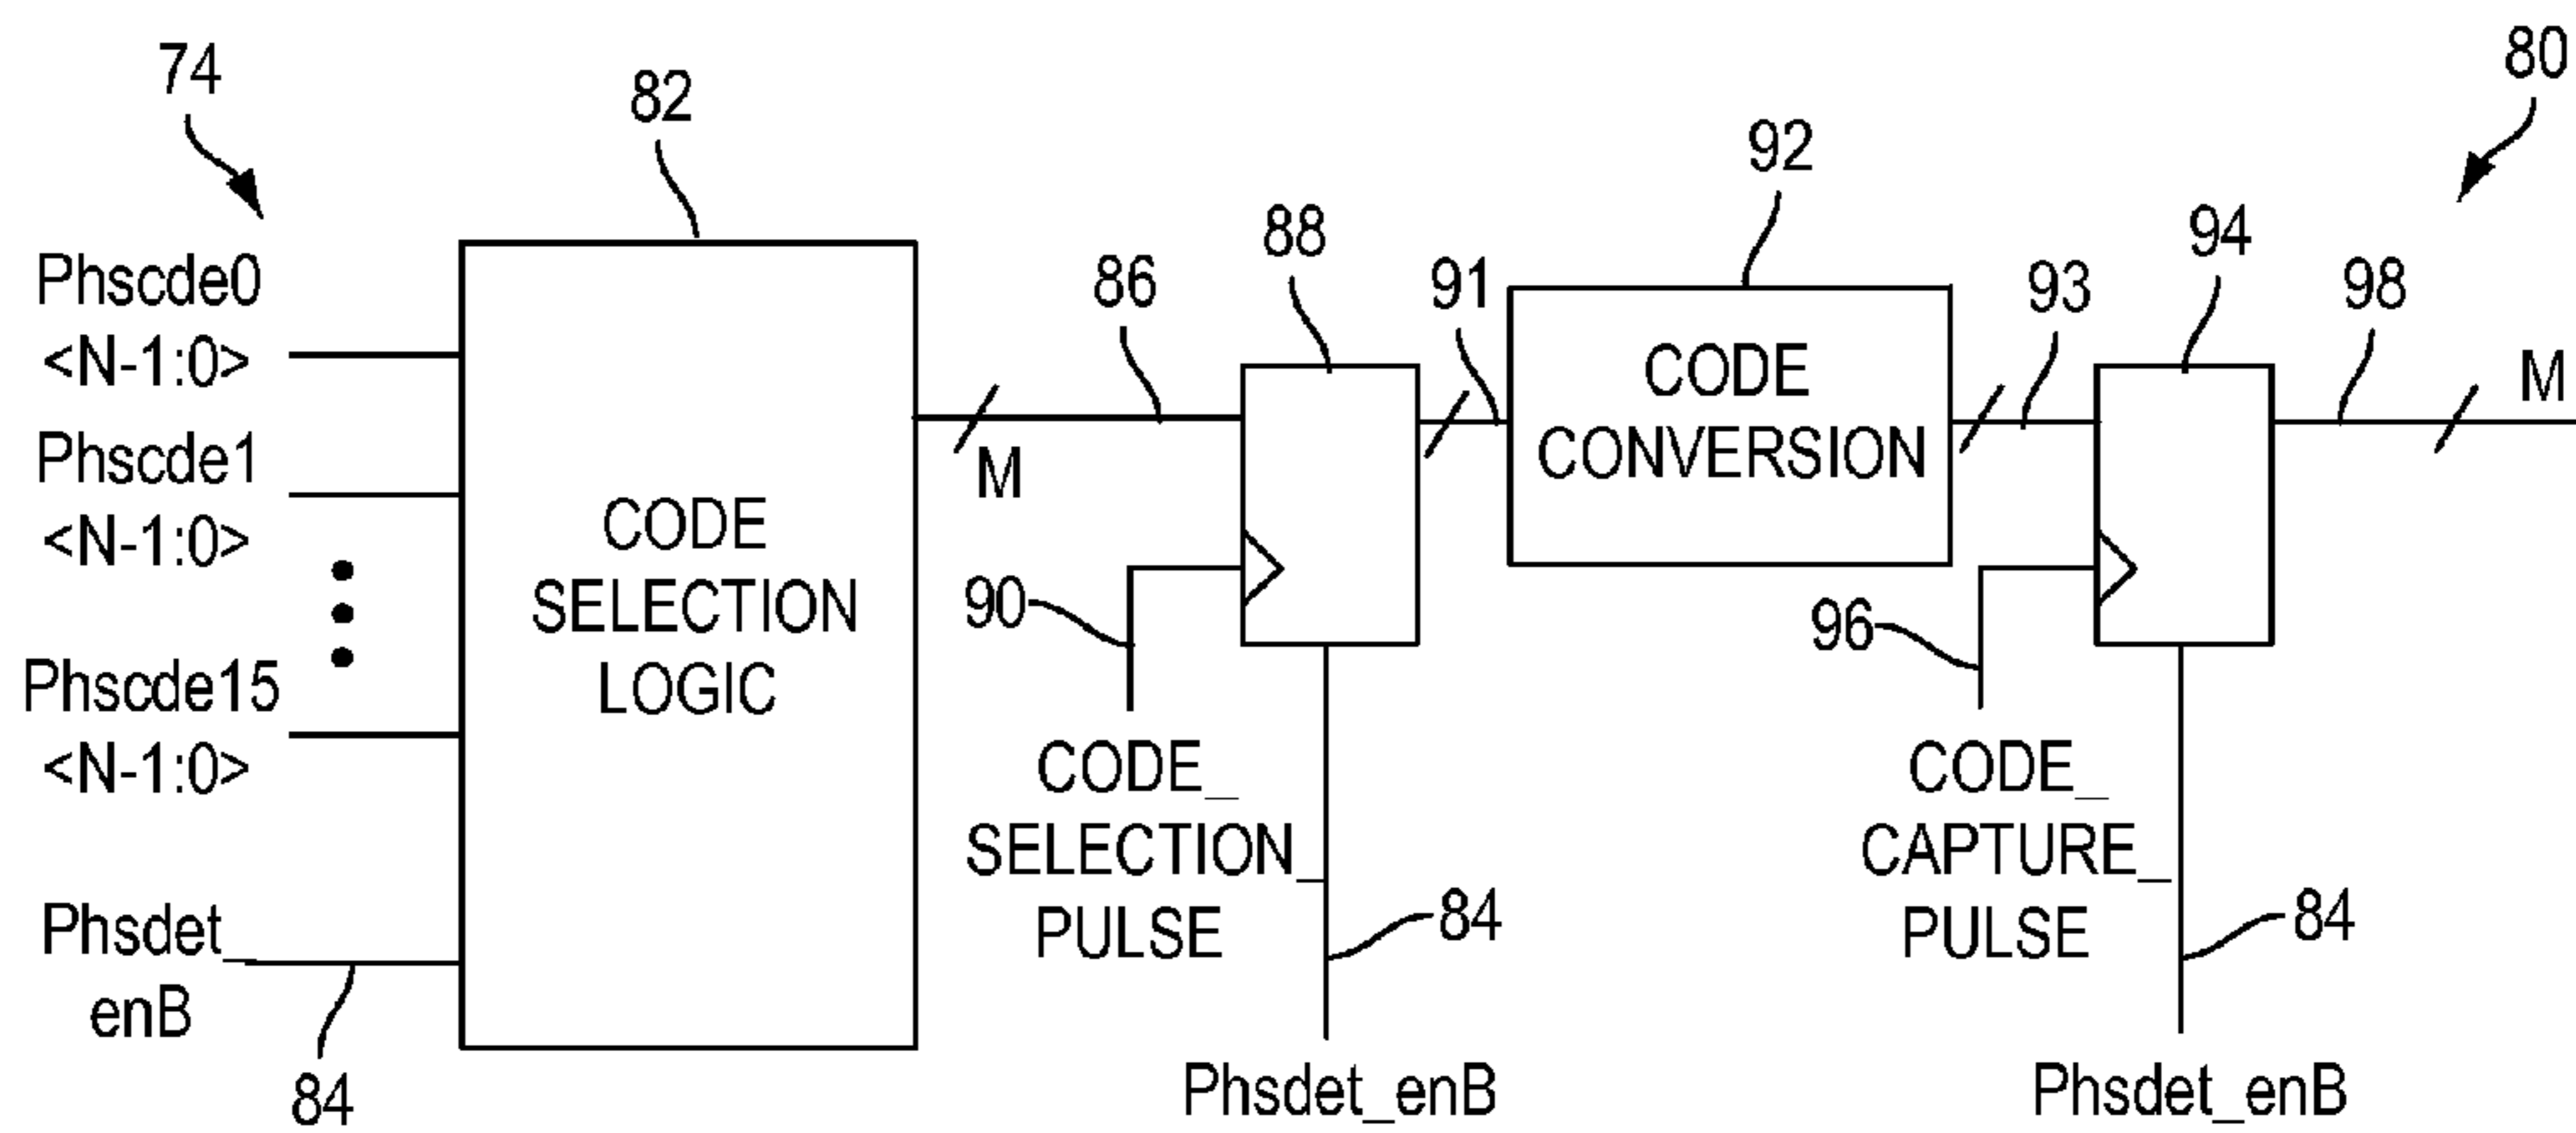 74
82
80
92
88
94
86
91
93
98
Phscde0
<N-1:0>
Phscde1
<N-1:0>
Phscde15
<N-1:0>
Phsdet_
enB
84
CODE
SELECTION
LOGIC
M
90
CODE_
SELECTION_
PULSE
84
Phsdet_enB
CODE
CONVERSION
96
CODE_
CAPTURE_
PULSE
84
Phsdet_enB
M